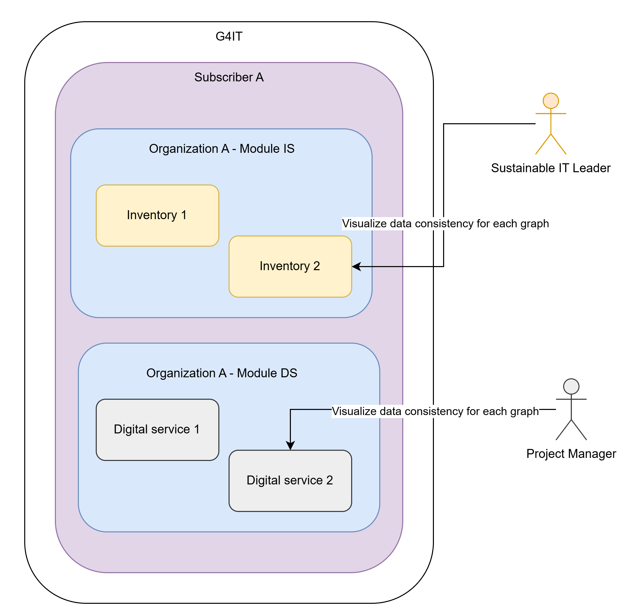 G4IT
Subscriber A
Organization A - Module IS
Inventory 1
Inventory 2
Visualize data consistency for each graph
Sustainable IT Leader
Organization A - Module DS
Digital service 1
Digital service 2
Visualize data consistency for each graph
Project Manager